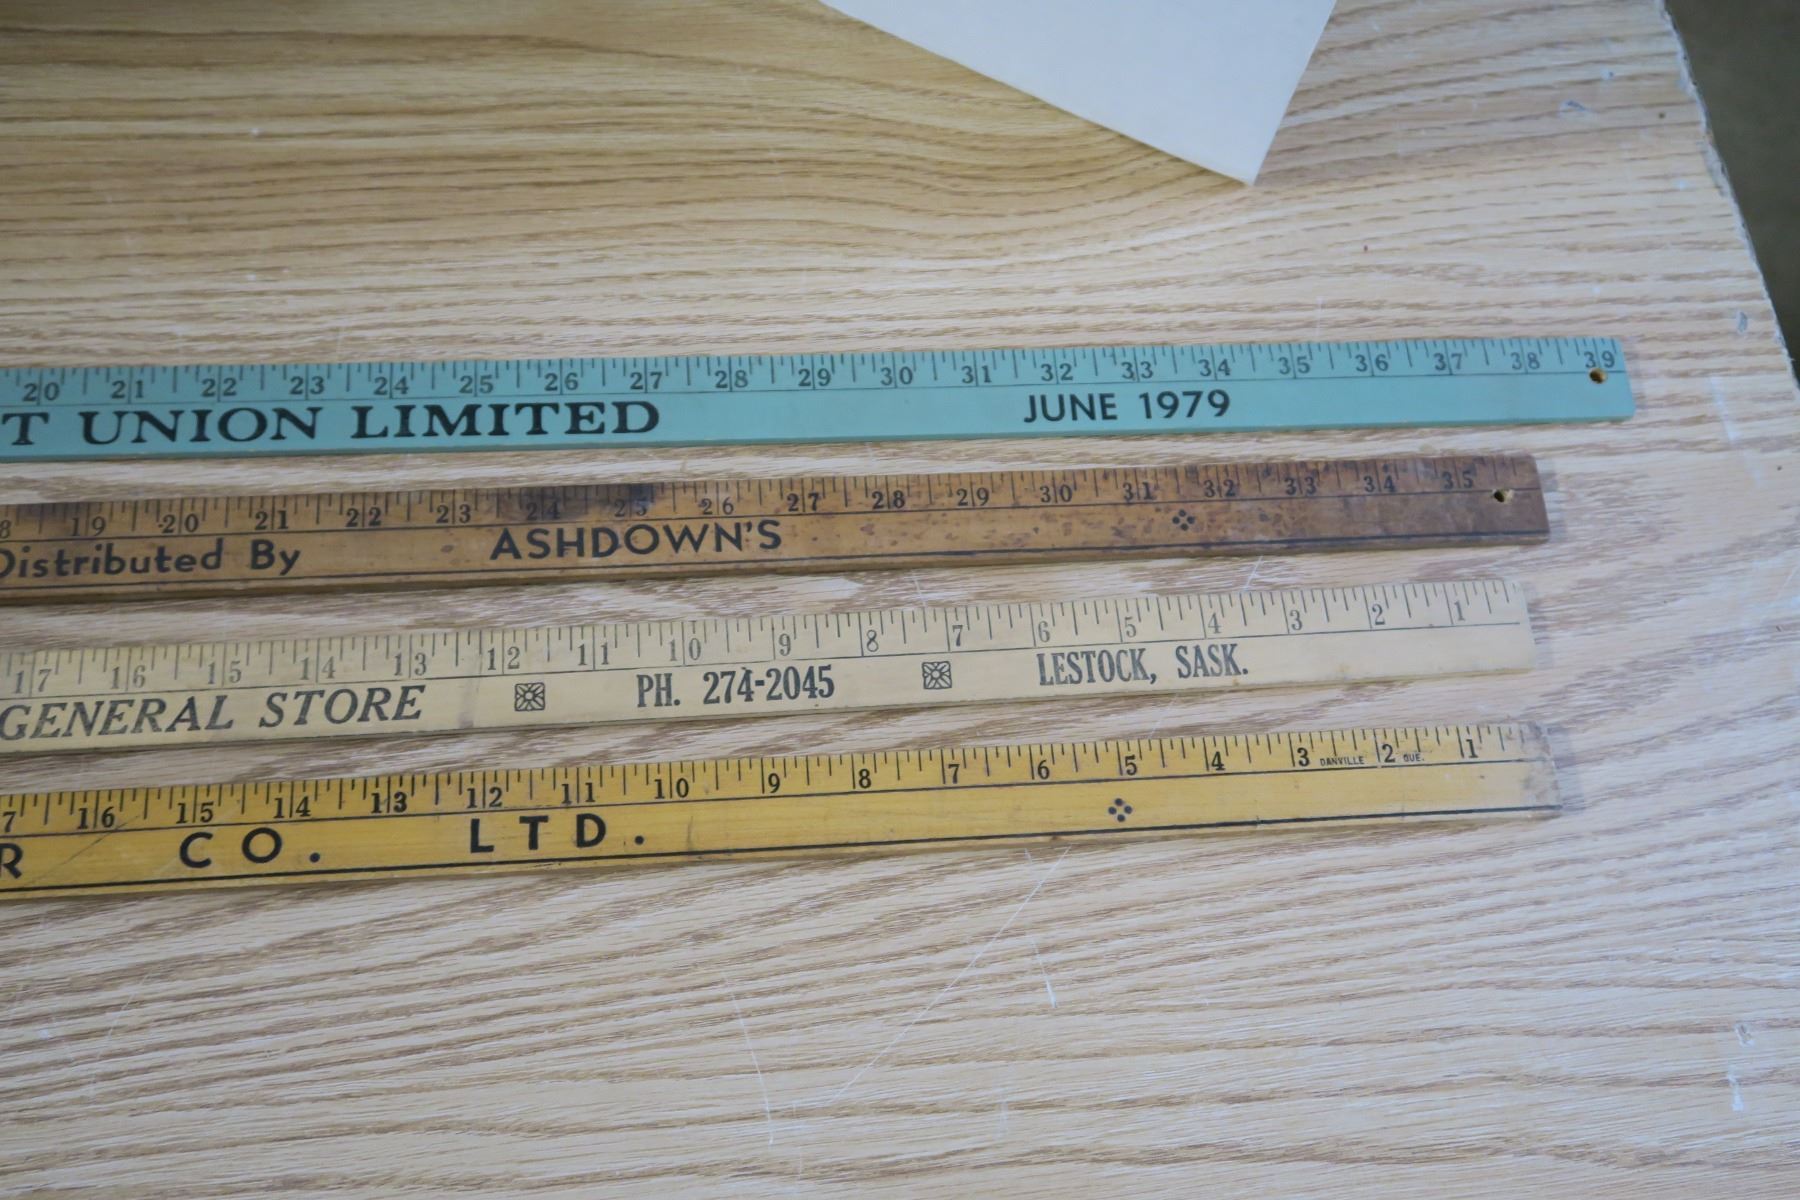 20 21 22 23 24 25 26 27 28 29 30 31 32 33 34 35 36 37 38 39
T UNION LIMITED JUNE 1979
8 19 20 21 22 23 24 25 26 27 28 29 30 31 32 33 34 35
Distributed By ASHDOWN'S
17 16 15 14 13 12 11 10 9 8 7 6 5 4 3 2 1
GENERAL STORE PH. 274-2045 LESTOCK, SASK.
7 16 15 14 13 12 11 10 9 8 7 6 5 4 3 DANVILLE 2 QUE. 1
R CO. LTD.